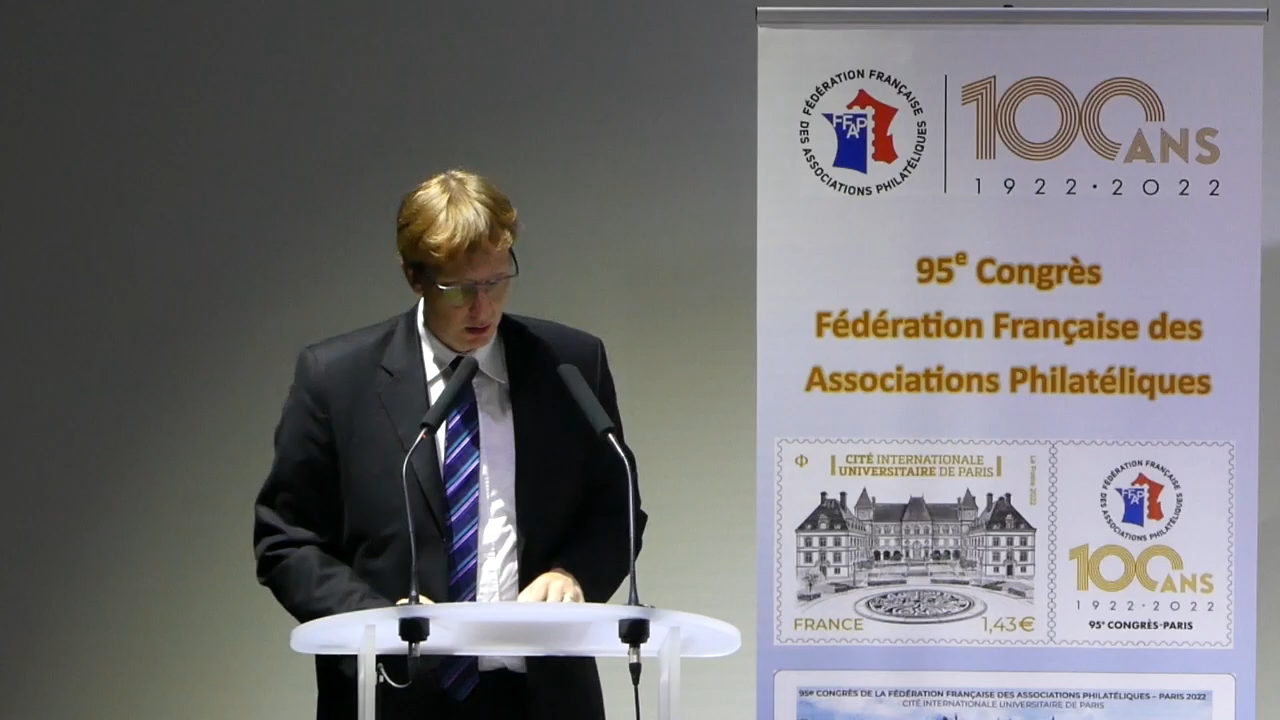 FÉDÉRATION FRANÇAISE
DES ASSOCIATIONS PHILATÉLIQUES
FFAP
100 ANS
1922·2022
95e Congrès
Fédération Française des
Associations Philatéliques
CITÉ INTERNATIONALE
UNIVERSITAIRE DE PARIS
La Poste 2022
FRANCE
1,43€
FÉDÉRATION FRANÇAISE
DES ASSOCIATIONS PHILATÉLIQUES
FFAP
100 ANS
1922·2022
95e CONGRÈS-PARIS
95e CONGRÈS DE LA FÉDÉRATION FRANÇAISE DES ASSOCIATIONS PHILATÉLIQUES – PARIS 2022
CITÉ INTERNATIONALE UNIVERSITAIRE DE PARIS